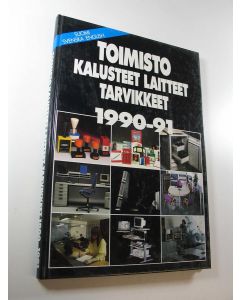 SUOMI
SVENSKA ENGLISH
TOIMISTO
KALUSTEET LAITTEET
TARVIKKEET
1990-91